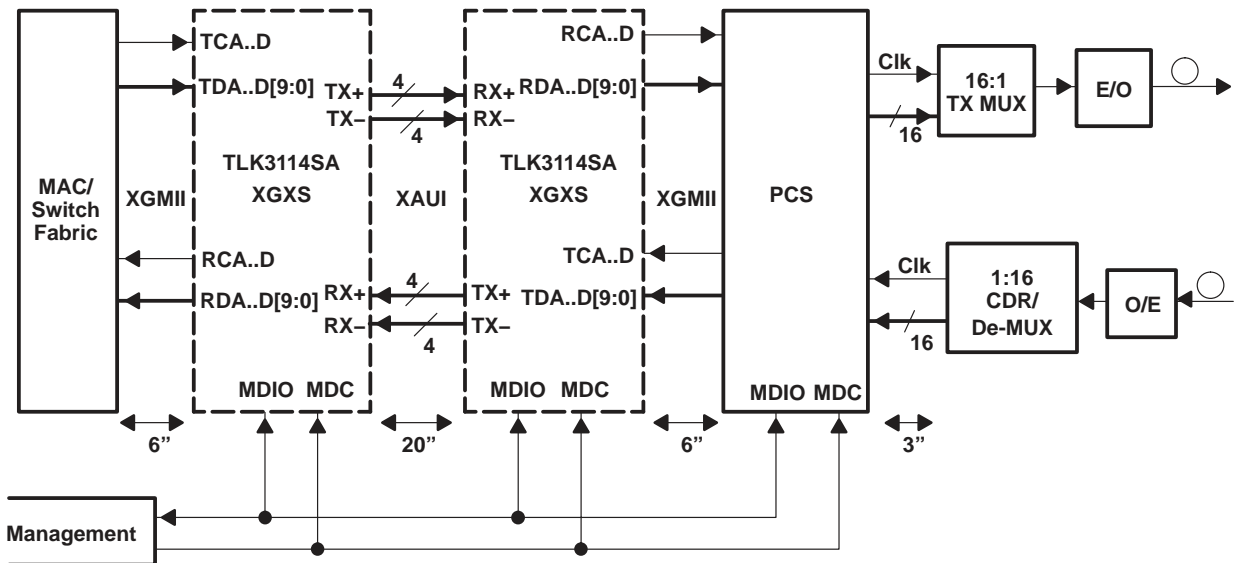 MAC/
Switch
Fabric
XGMII
TCA..D
TDA..D[9:0]
TX+
TX–
TLK3114SA
XGXS
RCA..D
RDA..D[9:0]
RX+
RX–
MDIO MDC
4
4
XAUI
4
4
RCA..D
RX+ RDA..D[9:0]
RX–
TLK3114SA
XGXS
TCA..D
TX+ TDA..D[9:0]
TX–
MDIO MDC
XGMII
PCS
MDIO MDC
Clk
16
16:1
TX MUX
E/O
Clk
16
1:16
CDR/
De-MUX
O/E
6”
20”
6”
3”
Management